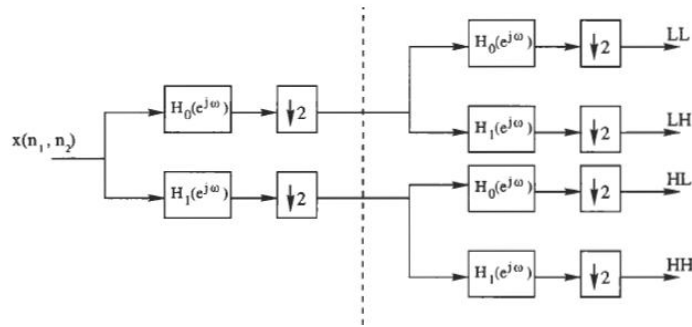 LL
H₀(e^jω) ↓2
H₀(e^jω) ↓2
LH
H₁(e^jω) ↓2
x(n₁, n₂)
HL
H₁(e^jω) ↓2
H₀(e^jω) ↓2
HH
H₁(e^jω) ↓2